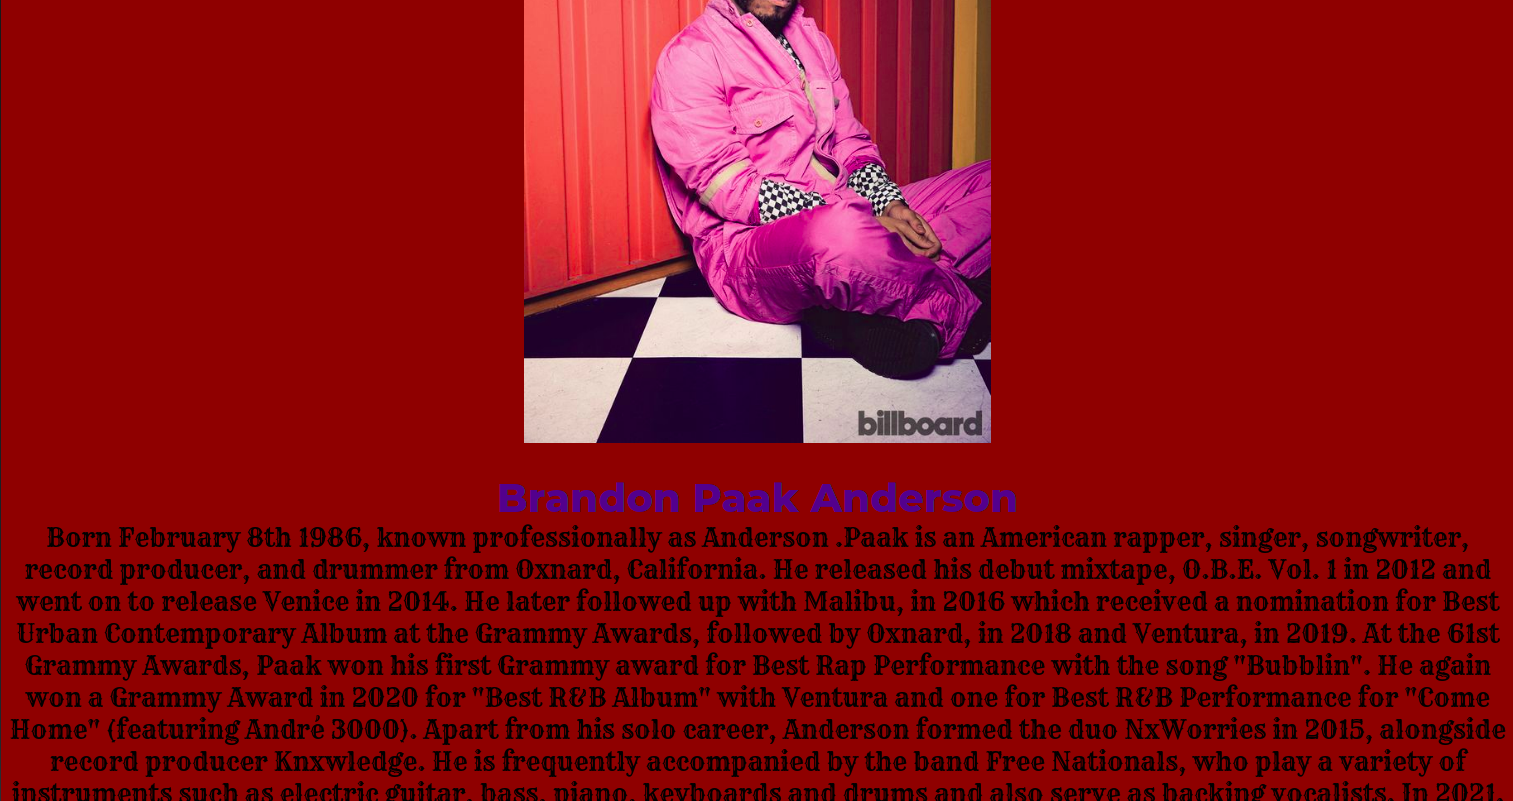 billboard
Brandon Paak Anderson
Born February 8th 1986, known professionally as Anderson .Paak is an American rapper, singer, songwriter,
record producer, and drummer from Oxnard, California. He released his debut mixtape, O.B.E. Vol. 1 in 2012 and
went on to release Venice in 2014. He later followed up with Malibu, in 2016 which received a nomination for Best
Urban Contemporary Album at the Grammy Awards, followed by Oxnard, in 2018 and Ventura, in 2019. At the 61st
Grammy Awards, Paak won his first Grammy award for Best Rap Performance with the song "Bubblin". He again
won a Grammy Award in 2020 for "Best R&B Album" with Ventura and one for Best R&B Performance for "Come
Home" (featuring André 3000). Apart from his solo career, Anderson formed the duo NxWorries in 2015, alongside
record producer Knxwledge. He is frequently accompanied by the band Free Nationals, who play a variety of
instruments such as electric guitar, bass, piano, keyboards and drums and also serve as backing vocalists. In 2021,